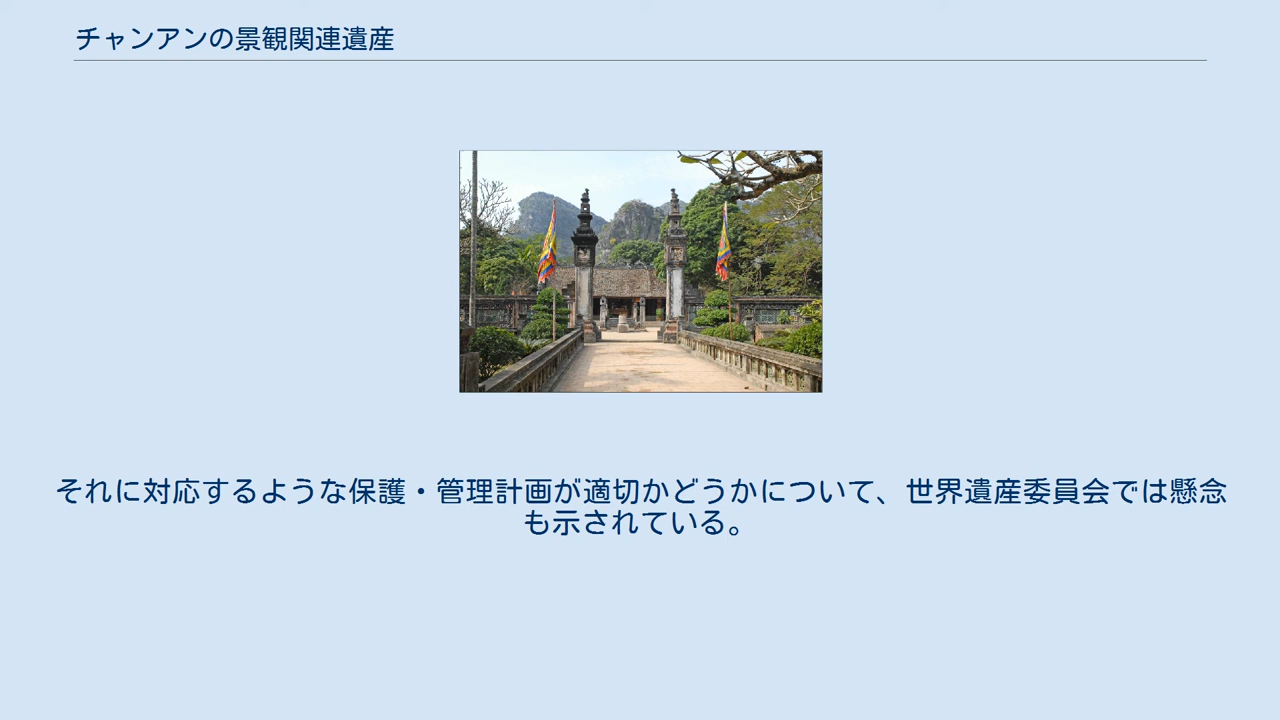 チャンアンの景観関連遺産
それに対応するような保護・管理計画が適切かどうかについて、世界遺産委員会では懸念
も示されている。